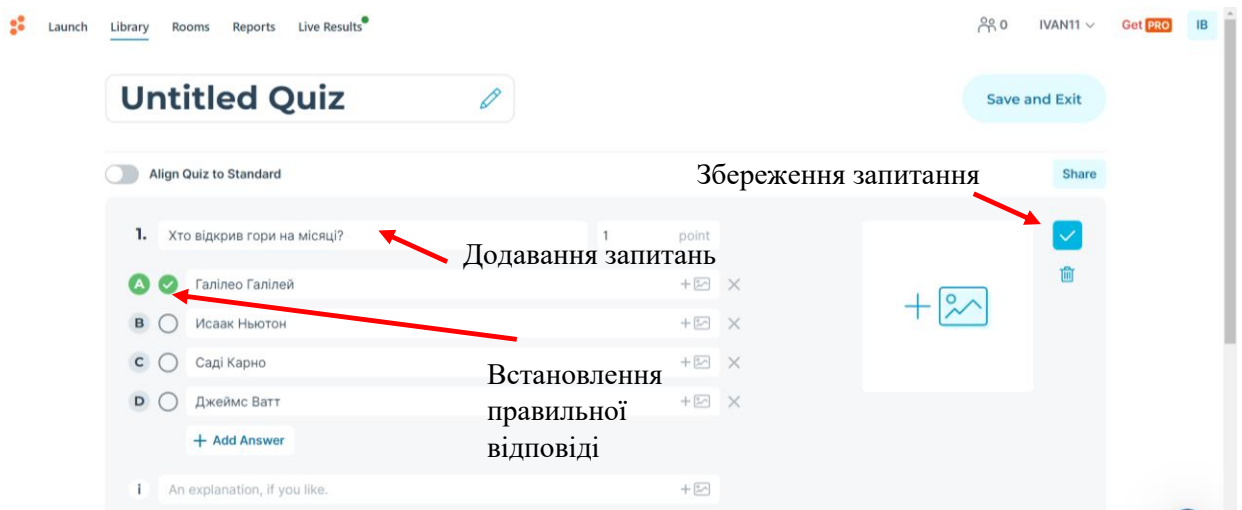 Launch Library Rooms Reports Live Results 0 IVAN11 Get PRO IB
Untitled Quiz Save and Exit
Align Quiz to Standard Збереження запитання Share
1. Хто відкрив гори на місяці? 1 point
Додавання запитань
A Галілео Галілей
B Исаак Ньютон
C Саді Карно
D Джеймс Ватт
Встановлення
правильної
відповіді
+ Add Answer
i An explanation, if you like.